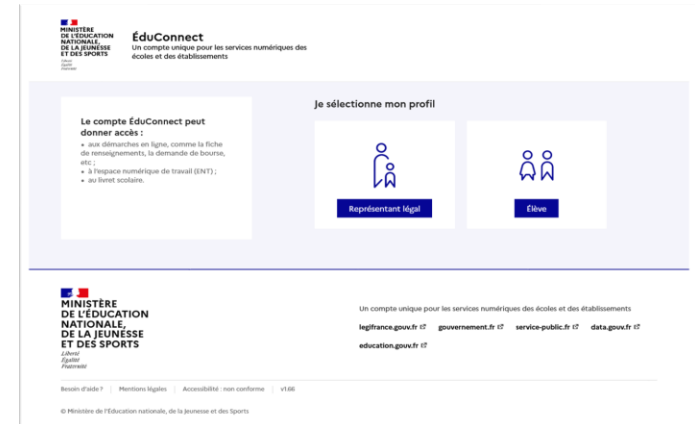 MINISTÈRE
DE L'ÉDUCATION
NATIONALE,
DE LA JEUNESSE
ET DES SPORTS
Liberté
Égalité
Fraternité
ÉduConnect
Un compte unique pour les services numériques des
écoles et des établissements
Le compte ÉduConnect peut
donner accès :
• aux démarches en ligne, comme la fiche
de renseignements, la demande de bourse,
etc ;
• à l'espace numérique de travail (ENT) ;
• au livret scolaire.
Je sélectionne mon profil
Représentant légal
Élève
MINISTÈRE
DE L'ÉDUCATION
NATIONALE,
DE LA JEUNESSE
ET DES SPORTS
Liberté
Égalité
Fraternité
Un compte unique pour les services numériques des écoles et des établissements
legifrance.gouv.fr gouvernement.fr service-public.fr data.gouv.fr
education.gouv.fr
Besoin d'aide ? | Mentions légales | Accessibilité : non conforme | v1.66
© Ministère de l'Éducation nationale, de la Jeunesse et des Sports